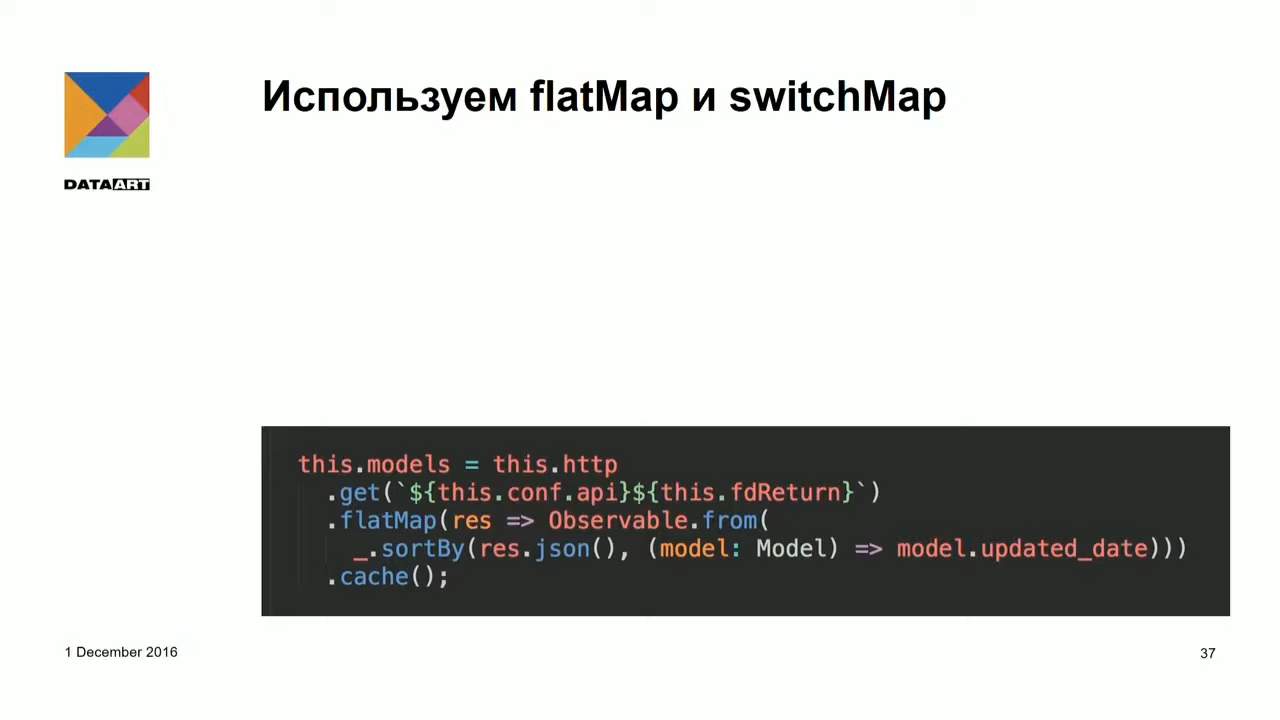 Используем flatMap и switchMap
DATAART
this.models = this.http
.get(`${this.conf.api}${this.fdReturn}`)
.flatMap(res => Observable.from(
_.sortBy(res.json(), (model: Model) => model.updated_date)))
.cache();
1 December 2016
37